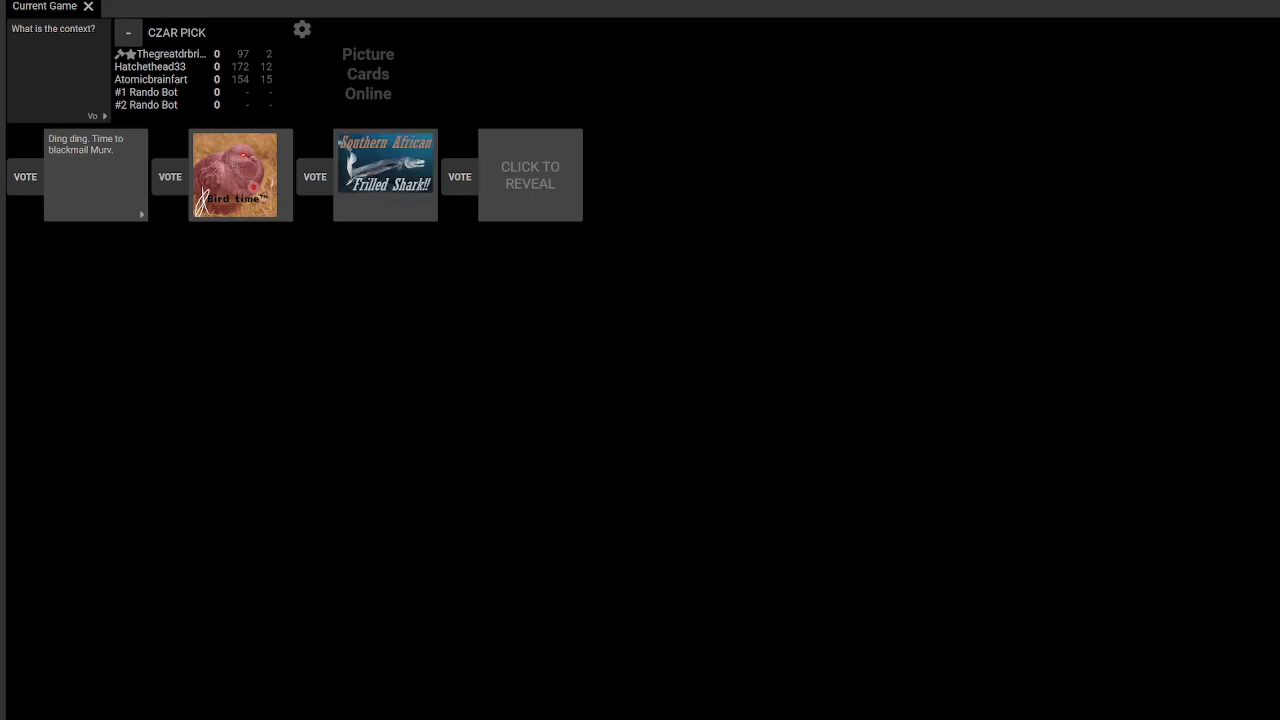 Current Game
What is the context?
- CZAR PICK
Thegreatdrbri... 0 97 2
Hatchethead33 0 172 12
Atomicbrainfart 0 154 15
#1 Rando Bot 0 - -
#2 Rando Bot 0 - -
Vo
Picture
Cards
Online
VOTE
Ding ding. Time to
blackmail Murv.
VOTE
Bird time™
VOTE
Southern African
Frilled Shark!!
VOTE
CLICK TO
REVEAL